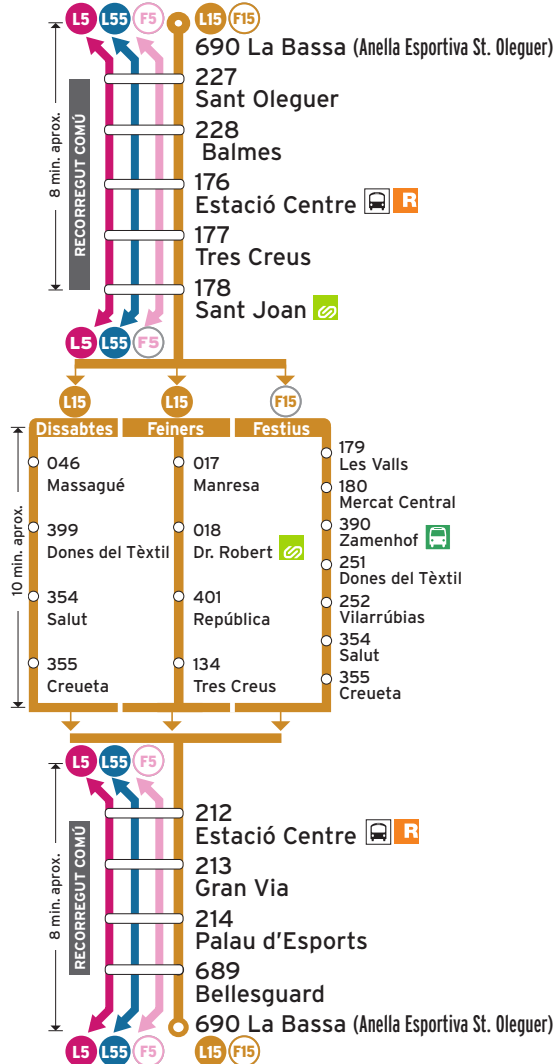 L5 L55 F5 L15 F15
690 La Bassa (Anella Esportiva St. Oleguer)
227
Sant Oleguer
228
Balmes
176
Estació Centre R
177
Tres Creus
178
Sant Joan
8 min. aprox.
RECORREGUT COMÚ
L5 L55 F5
L15 L15 F15
Dissabtes Feiners Festius
10 min. aprox.
046
Massagué
399
Dones del Tèxtil
354
Salut
355
Creueta
017
Manresa
018
Dr. Robert
401
República
134
Tres Creus
179
Les Valls
180
Mercat Central
390
Zamenhof
251
Dones del Tèxtil
252
Vilarrúbias
354
Salut
355
Creueta
L5 L55 F5
8 min. aprox.
RECORREGUT COMÚ
212
Estació Centre R
213
Gran Via
214
Palau d'Esports
689
Bellesguard
690 La Bassa (Anella Esportiva St. Oleguer)
L5 L55 F5 L15 F15